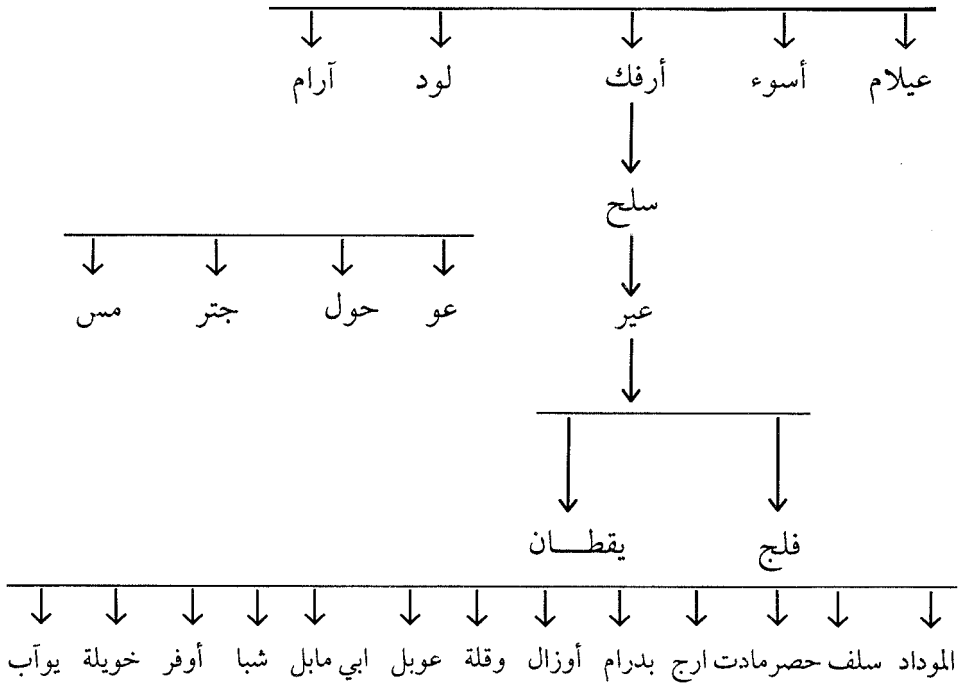 عيلام أسوء أرفك لود آرام
سلح
عو حول جتر مس
عير
فلج يقطــان
الموداد سلف حصرمادت ارج بدرام أوزال وقلة عوبل ابي مابل شبا أوفر خويلة يوآب